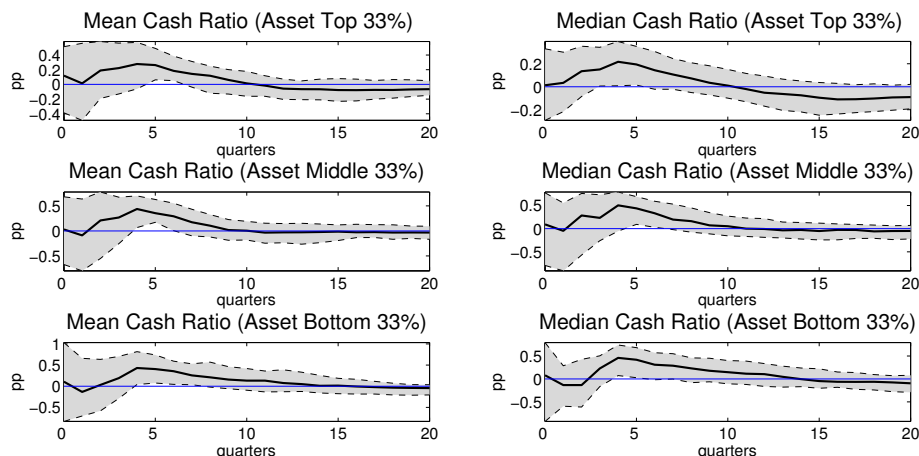 Mean Cash Ratio (Asset Top 33%)
pp
0.4
0.2
0
−0.2
−0.4
0 5 10 15 20
quarters
Median Cash Ratio (Asset Top 33%)
pp
0.2
0
−0.2
0 5 10 15 20
quarters
Mean Cash Ratio (Asset Middle 33%)
pp
0.5
0
−0.5
0 5 10 15 20
quarters
Median Cash Ratio (Asset Middle 33%)
pp
0.5
0
−0.5
0 5 10 15 20
quarters
Mean Cash Ratio (Asset Bottom 33%)
pp
1
0.5
0
−0.5
0 5 10 15 20
quarters
Median Cash Ratio (Asset Bottom 33%)
pp
0.5
0
−0.5
0 5 10 15 20
quarters